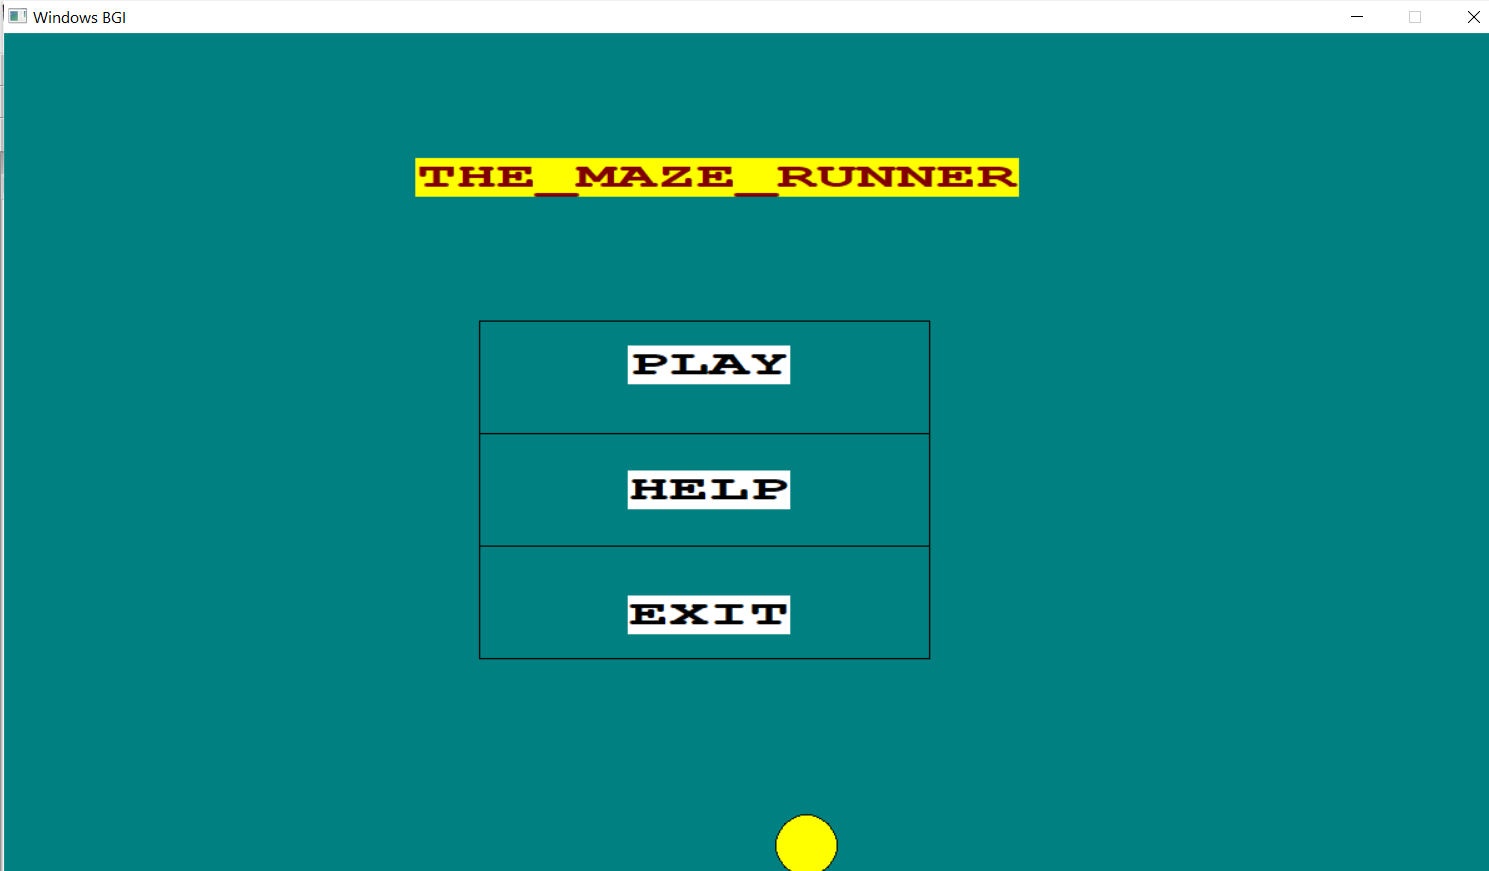 Windows BGI
THE_MAZE_RUNNER
PLAY
HELP
EXIT